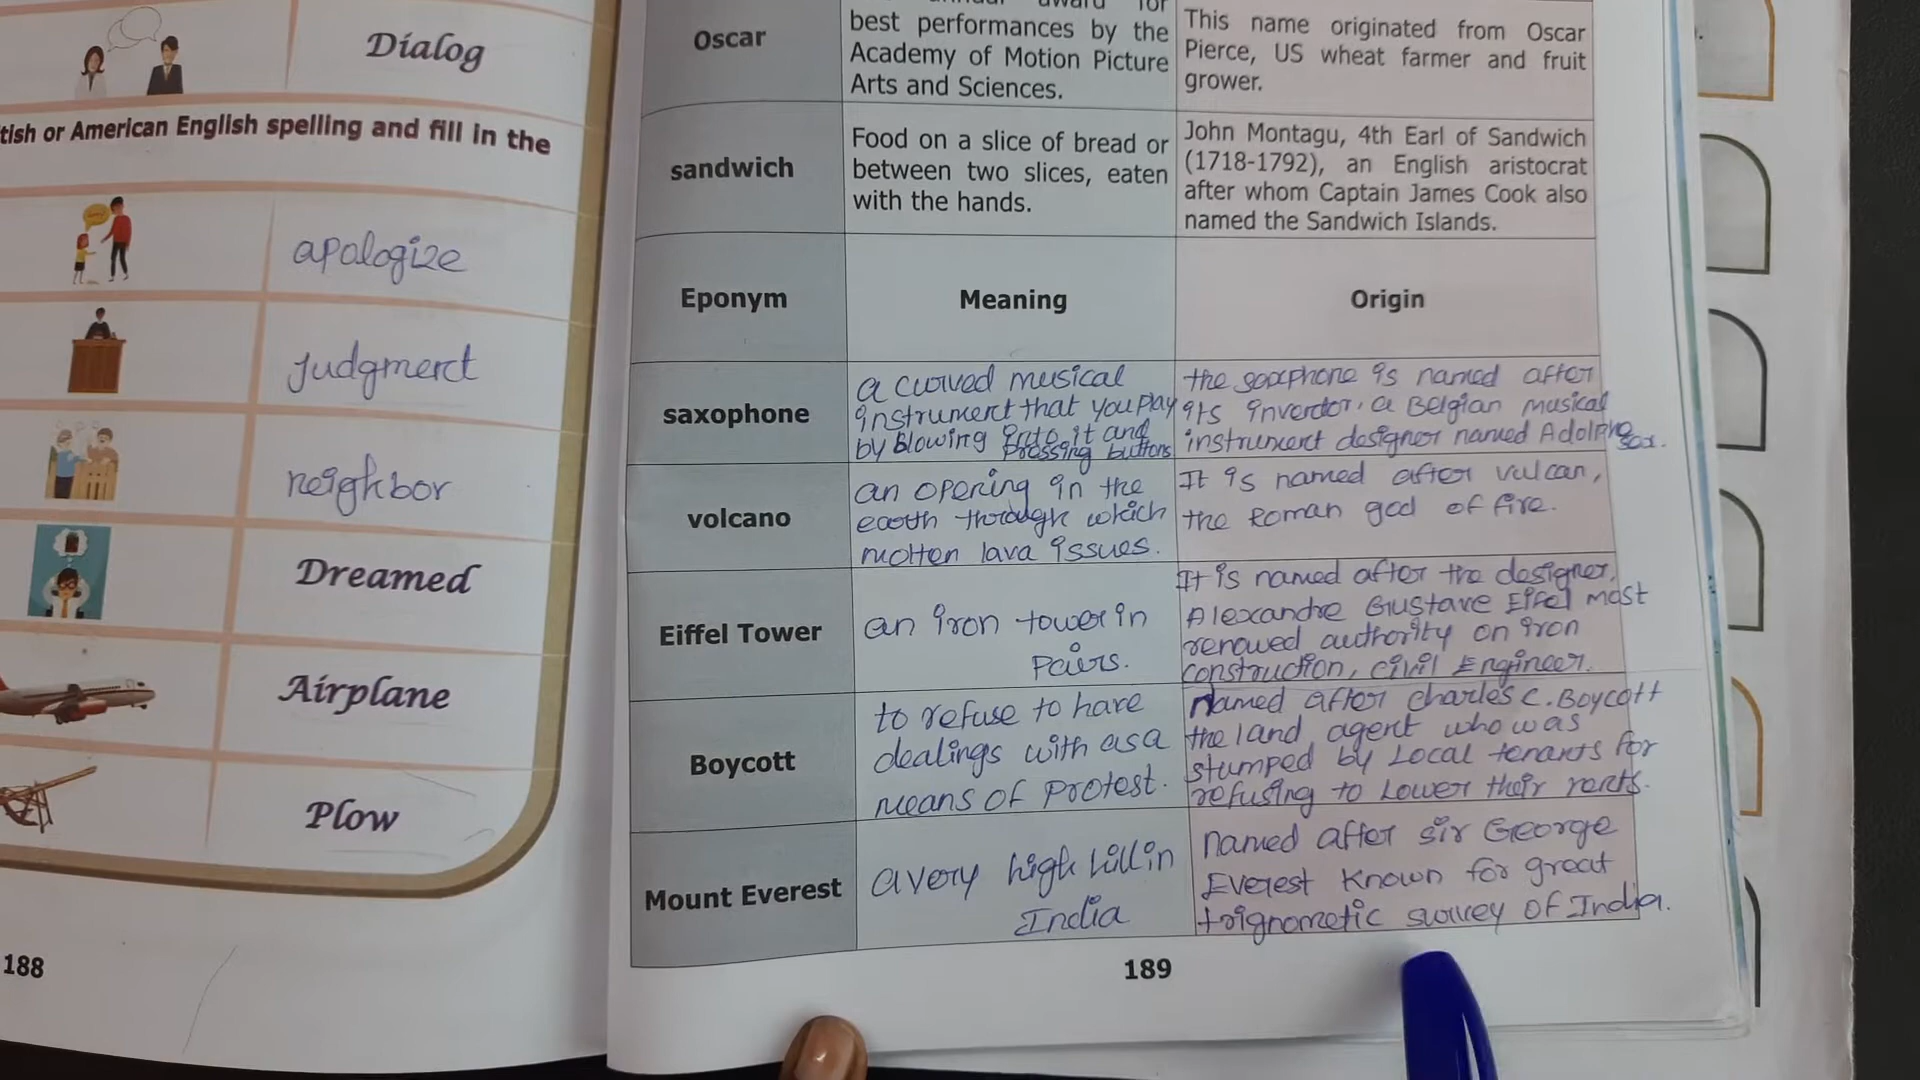 Dialog
tish or American English spelling and fill in the
apologize
Judgment
neighbor
Dreamed
Airplane
Plow
188
Oscar
annual award for
best performances by the
Academy of Motion Picture
Arts and Sciences.
This name originated from Oscar
Pierce, US wheat farmer and fruit
grower.
sandwich
Food on a slice of bread or
between two slices, eaten
with the hands.
John Montagu, 4th Earl of Sandwich
(1718-1792), an English aristocrat
after whom Captain James Cook also
named the Sandwich Islands.
Eponym
Meaning
Origin
saxophone
a curved musical
instrument that you play
by Blowing into it and
pressing buttons
the saxphone is named after
its inventor, a Belgian musical
instrument designer named Adolphe
sax.
volcano
an opening in the
earth through which
molten lava issues.
It is named after vulcan,
the Roman god of fire.
Eiffel Tower
an iron tower in
Pairs.
It is named after the designer,
Alexandre Gustave Eiffel most
renowed authority on iron
construction, civil Engineer.
Boycott
to refuse to have
dealings with as a
means of Protest.
Named after Charles C. Boycott
the land agent who was
stumped by Local tenants for
refusing to Lower their rents.
Mount Everest
a very high hill in
India
Named after sir George
Everest Known for great
trignometic survey of India.
189